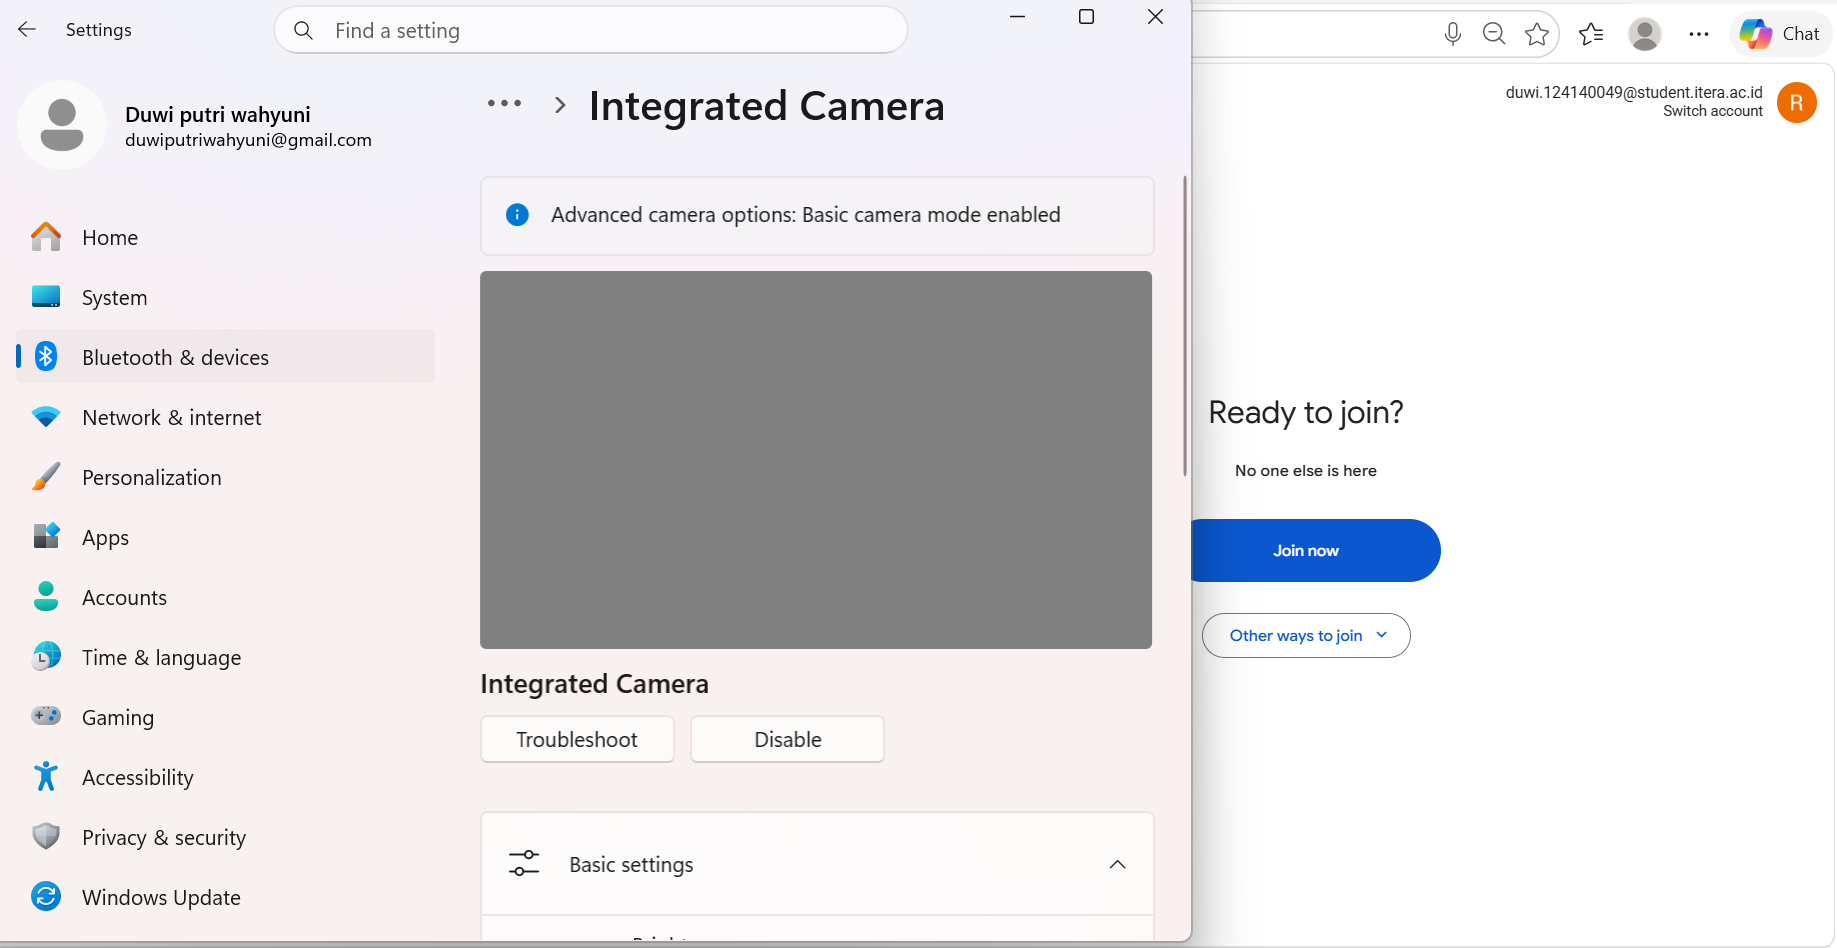 Settings
Find a setting
Duwi putri wahyuni
duwiputriwahyuni@gmail.com
Home
System
Bluetooth & devices
Network & internet
Personalization
Apps
Accounts
Time & language
Gaming
Accessibility
Privacy & security
Windows Update
Integrated Camera
Advanced camera options: Basic camera mode enabled
Integrated Camera
Troubleshoot
Disable
Basic settings
Chat
duwi.124140049@student.itera.ac.id
Switch account
R
Ready to join?
No one else is here
Join now
Other ways to join